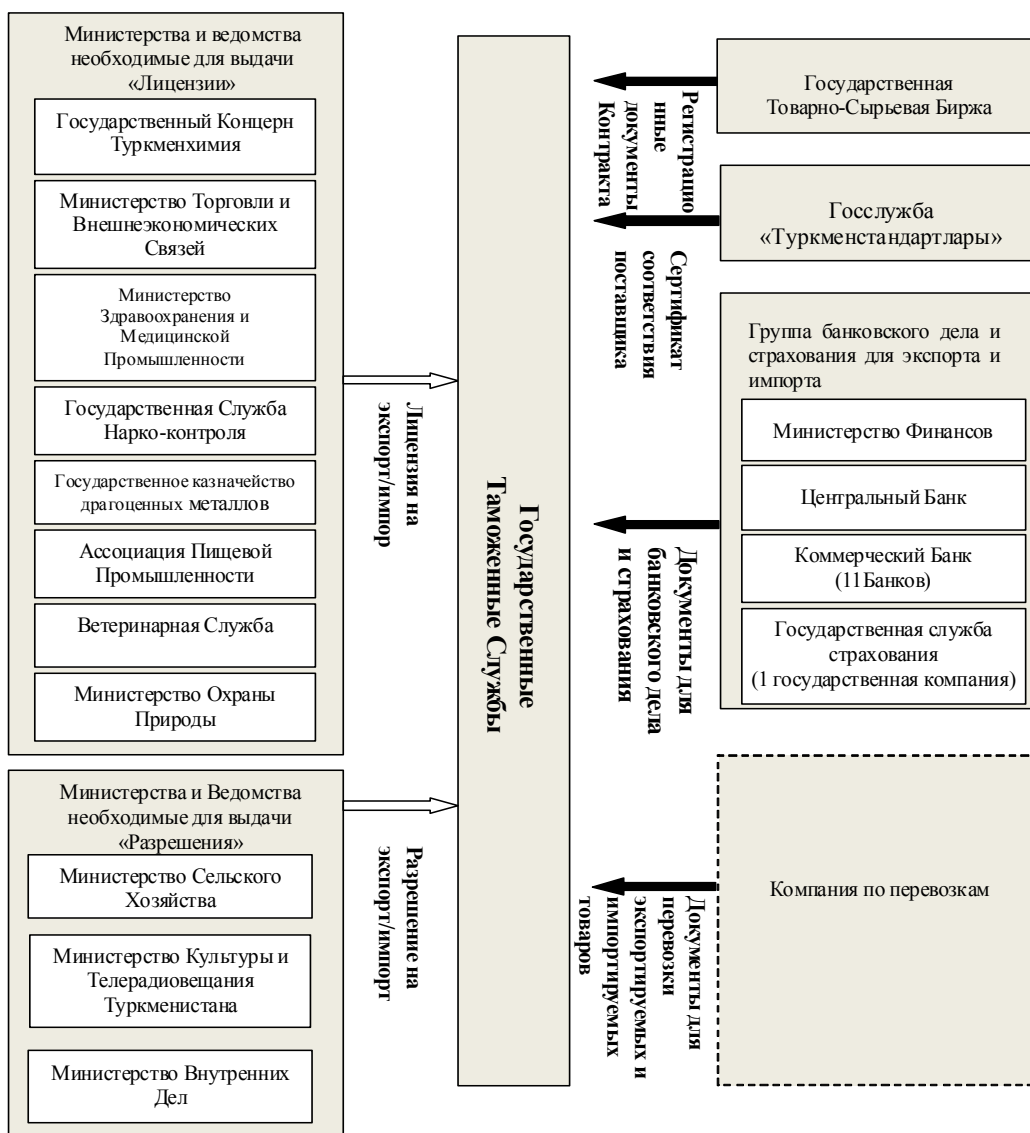 Министерства и ведомства
необходимые для выдачи
«Лицензии»
Государственный Концерн
Туркменхимия
Министерство Торговли и
Внешнеэкономических
Связей
Министерство
Здравоохранения и
Медицинской
Промышленности
Государственная Служба
Нарко-контроля
Государственное казначейство
драгоценных металлов
Ассоциация Пищевой
Промышленности
Ветеринарная Служба
Министерство Охраны
Природы
Министерства и Ведомства
необходимые для выдачи
«Разрешения»
Министерство Сельского
Хозяйства
Министерство Культуры и
Телерадиовещания
Туркменистана
Министерство Внутренних
Дел
Лицензия на
экспорт/импор
Разрешение на
экспорт/импорт
Государственные
Таможенные Службы
Регистрацио
нные
документы
Контракта
Сертификат
соответствия
поставщика
Документы для
банковского дела
и страхования
Документы для
перевозки
экспортируемых и
импортируемых
товаров
Государственная
Товарно-Сырьевая Биржа
Госслужба
«Туркменстандартлары»
Группа банковского дела и
страхования для экспорта и
импорта
Министерство Финансов
Центральный Банк
Коммерческий Банк
(11Банков)
Государственная служба
страхования
(1 государственная компания)
Компания по перевозкам